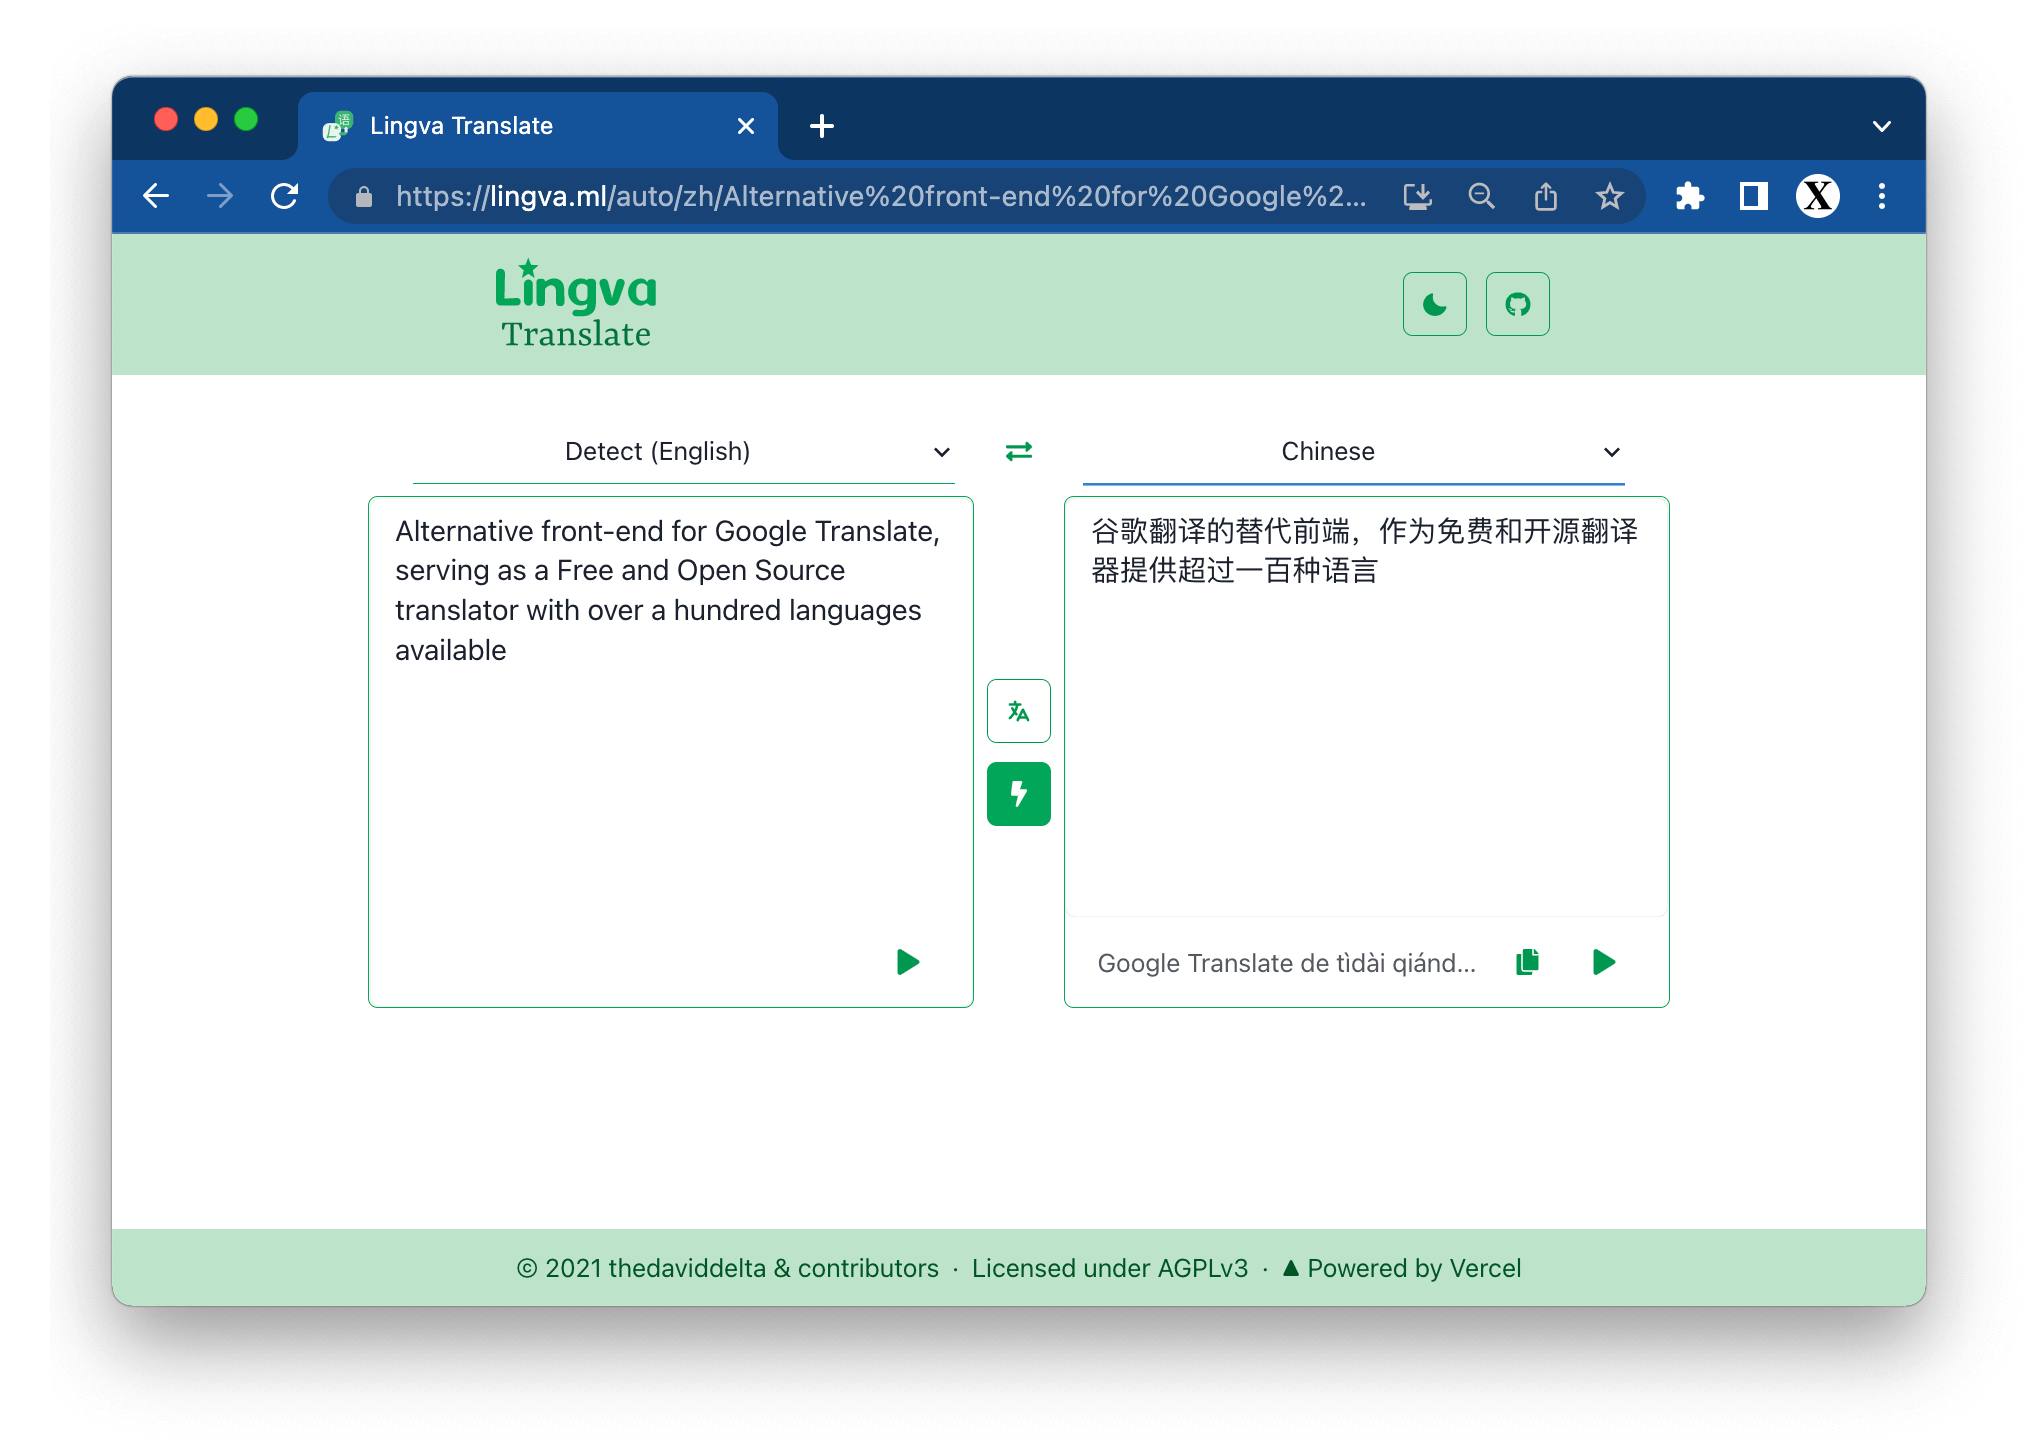 Lingva Translate
https://lingva.ml/auto/zh/Alternative%20front-end%20for%20Google%2...
Lingva
Translate
Detect (English)
Chinese
Alternative front-end for Google Translate,
serving as a Free and Open Source
translator with over a hundred languages
available
谷歌翻译的替代前端，作为免费和开源翻译
器提供超过一百种语言
Google Translate de tìdài qiánd...
© 2021 thedaviddelta & contributors · Licensed under AGPLv3 · ▲ Powered by Vercel